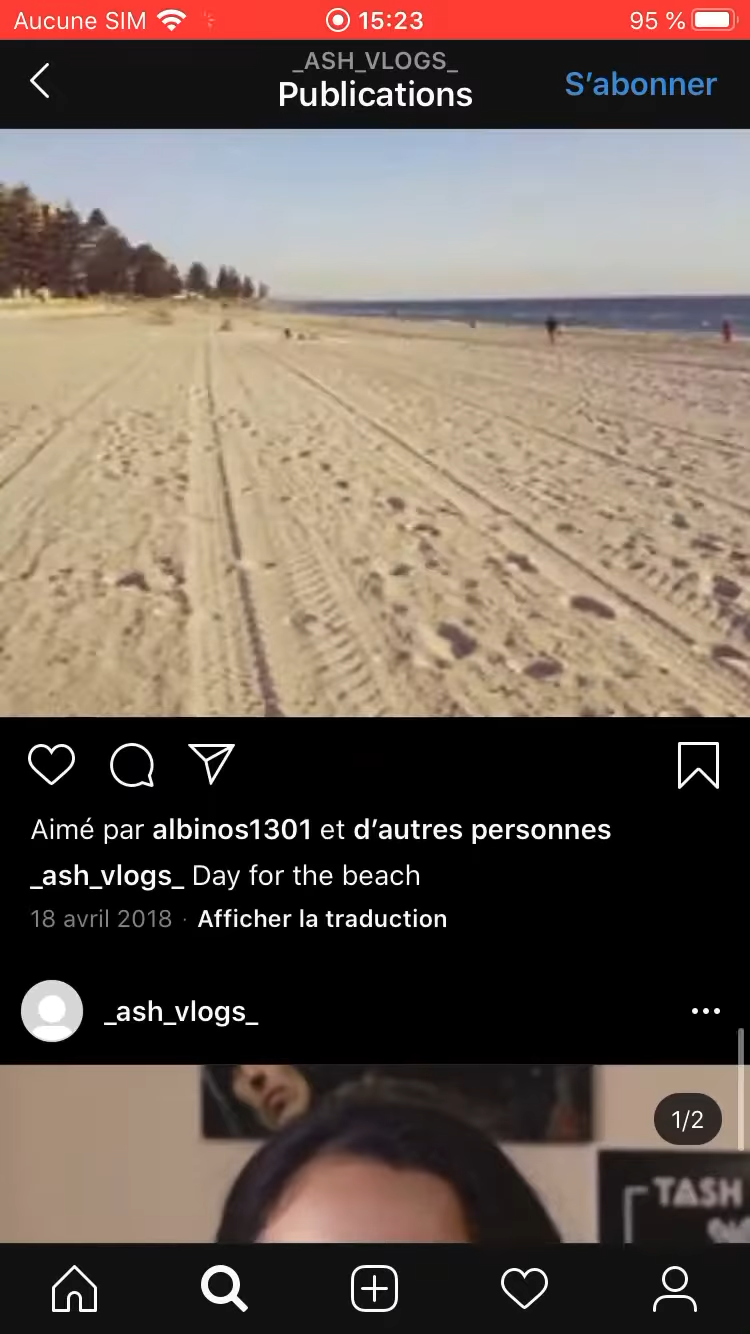 Aucune SIM 15:23 95 %
_ASH_VLOGS_
Publications
S’abonner
Aimé par albinos1301 et d’autres personnes
_ash_vlogs_ Day for the beach
18 avril 2018 · Afficher la traduction
_ash_vlogs_
1/2
TASH